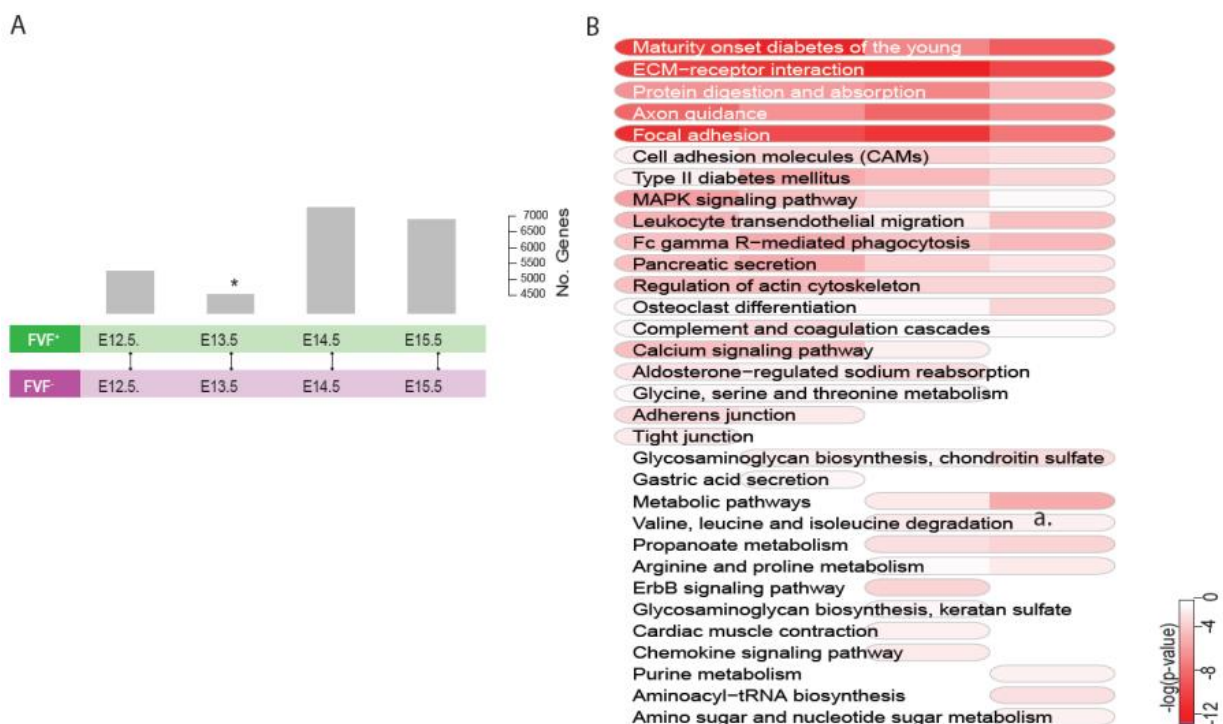 A
7000
6500
6000
5500
5000
4500
No. Genes
*
FVF+ E12.5. E13.5 E14.5 E15.5
FVF- E12.5. E13.5 E14.5 E15.5
B
Maturity onset diabetes of the young
ECM−receptor interaction
Protein digestion and absorption
Axon guidance
Focal adhesion
Cell adhesion molecules (CAMs)
Type II diabetes mellitus
MAPK signaling pathway
Leukocyte transendothelial migration
Fc gamma R−mediated phagocytosis
Pancreatic secretion
Regulation of actin cytoskeleton
Osteoclast differentiation
Complement and coagulation cascades
Calcium signaling pathway
Aldosterone−regulated sodium reabsorption
Glycine, serine and threonine metabolism
Adherens junction
Tight junction
Glycosaminoglycan biosynthesis, chondroitin sulfate
Gastric acid secretion
Metabolic pathways
Valine, leucine and isoleucine degradation a.
Propanoate metabolism
Arginine and proline metabolism
ErbB signaling pathway
Glycosaminoglycan biosynthesis, keratan sulfate
Cardiac muscle contraction
Chemokine signaling pathway
Purine metabolism
Aminoacyl−tRNA biosynthesis
Amino sugar and nucleotide sugar metabolism
-log(p-value)
0
-4
-8
-12